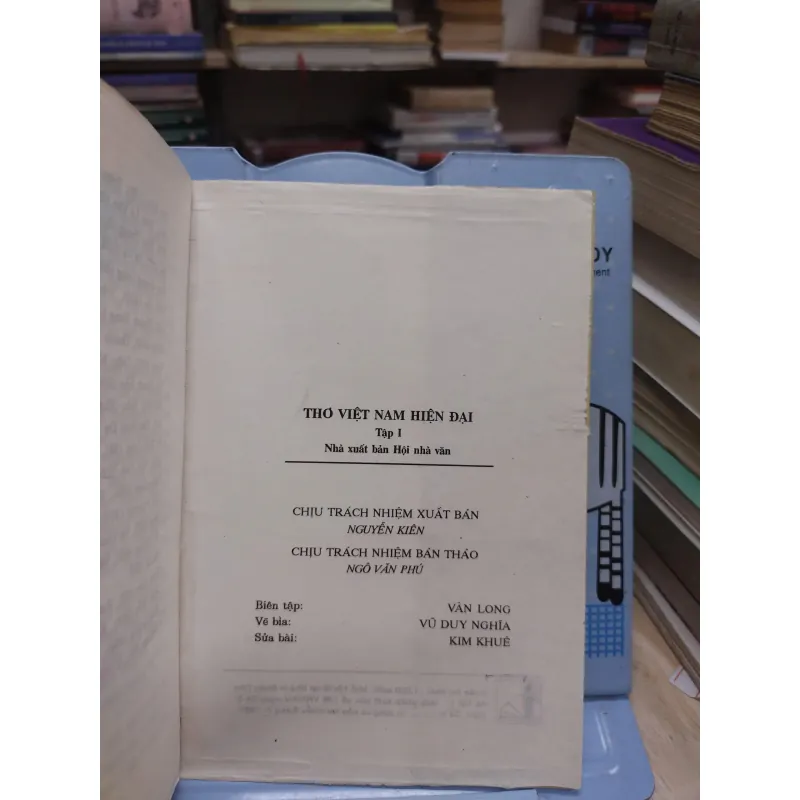 THƠ VIỆT NAM HIỆN ĐẠI
Tập I
Nhà xuất bản Hội nhà văn
CHỊU TRÁCH NHIỆM XUẤT BẢN
NGUYỄN KIÊN
CHỊU TRÁCH NHIỆM BẢN THẢO
NGÔ VĂN PHÚ
Biên tập: VÂN LONG
Vẽ bìa: VŨ DUY NGHĨA
Sửa bài: KIM KHUÊ